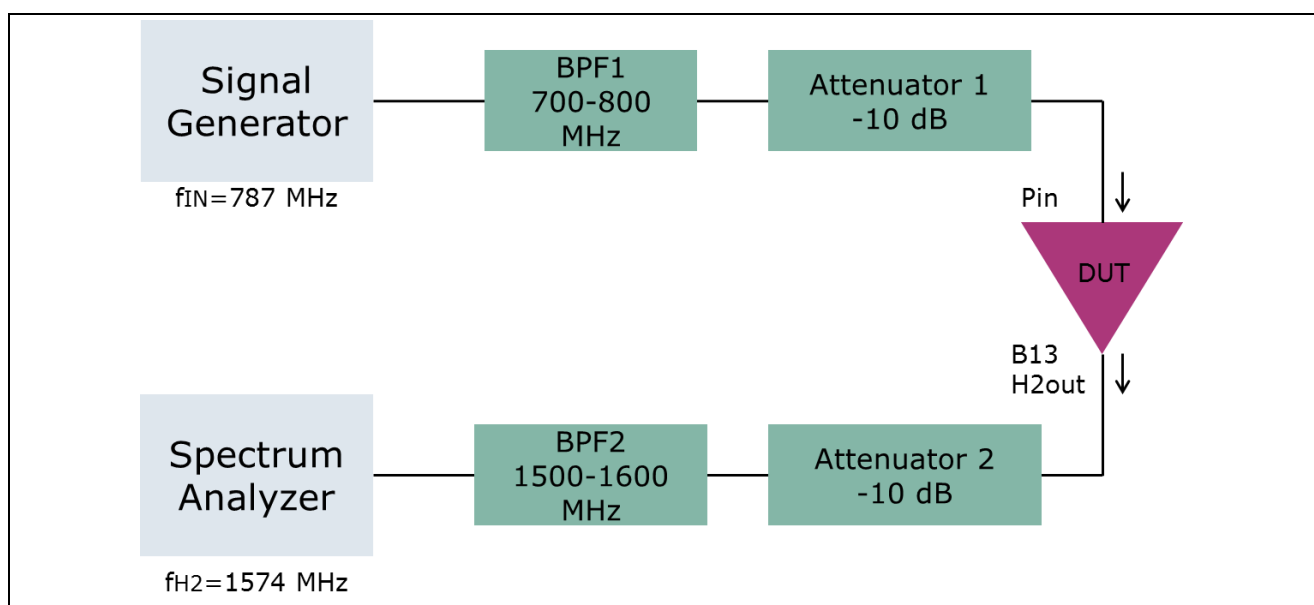 Signal
Generator
fIN=787 MHz
BPF1
700-800
MHz
Attenuator 1
-10 dB
Pin
DUT
B13
H2out
Spectrum
Analyzer
fH2=1574 MHz
BPF2
1500-1600
MHz
Attenuator 2
-10 dB